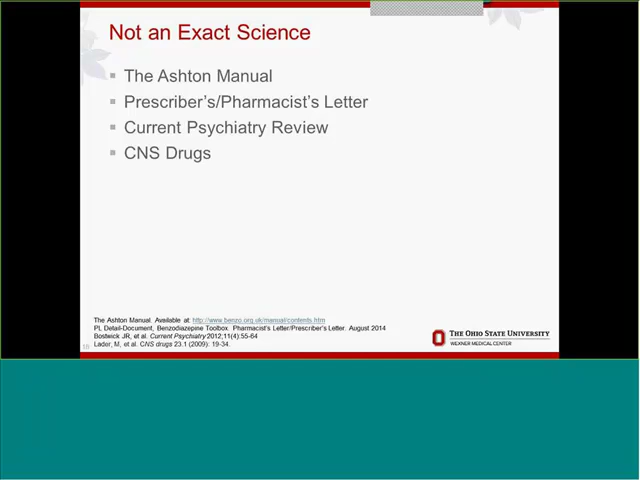 Not an Exact Science
The Ashton Manual
Prescriber's/Pharmacist's Letter
Current Psychiatry Review
CNS Drugs
The Ashton Manual. Available at: http://www.benzo.org.uk/manual/contents.htm
PL Detail-Document, Benzodiazepine Toolbox. Pharmacist's Letter/Prescriber's Letter. August 2014
Bostwick JR, et al. Current Psychiatry 2012;11(4):55-64
Lader, M, et al. CNS drugs 23.1 (2009): 19-34.
THE OHIO STATE UNIVERSITY
WEXNER MEDICAL CENTER